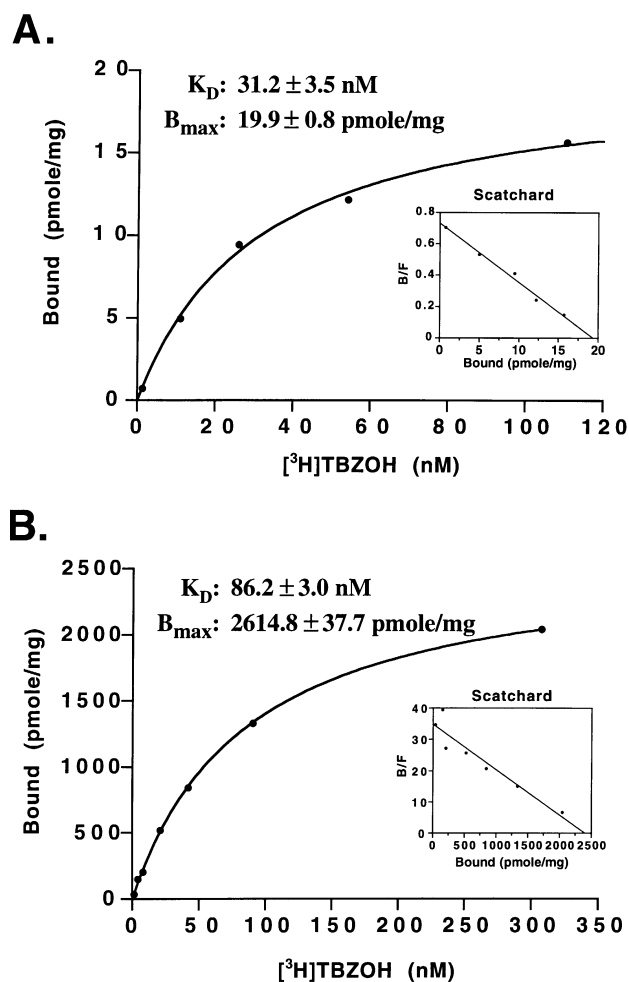 A.
K_D: 31.2 ± 3.5 nM
B_max: 19.9 ± 0.8 pmole/mg
Bound (pmole/mg)
20
15
10
5
0
0 20 40 60 80 100 120
[³H]TBZOH (nM)
Scatchard
B/F
0.8
0.6
0.4
0.2
0
0 5 10 15 20
Bound (pmole/mg)
B.
K_D: 86.2 ± 3.0 nM
B_max: 2614.8 ± 37.7 pmole/mg
Bound (pmole/mg)
2500
2000
1500
1000
500
0
0 50 100 150 200 250 300 350
[³H]TBZOH (nM)
Scatchard
B/F
40
30
20
10
0
0 500 1000 1500 2000 2500
Bound (pmole/mg)